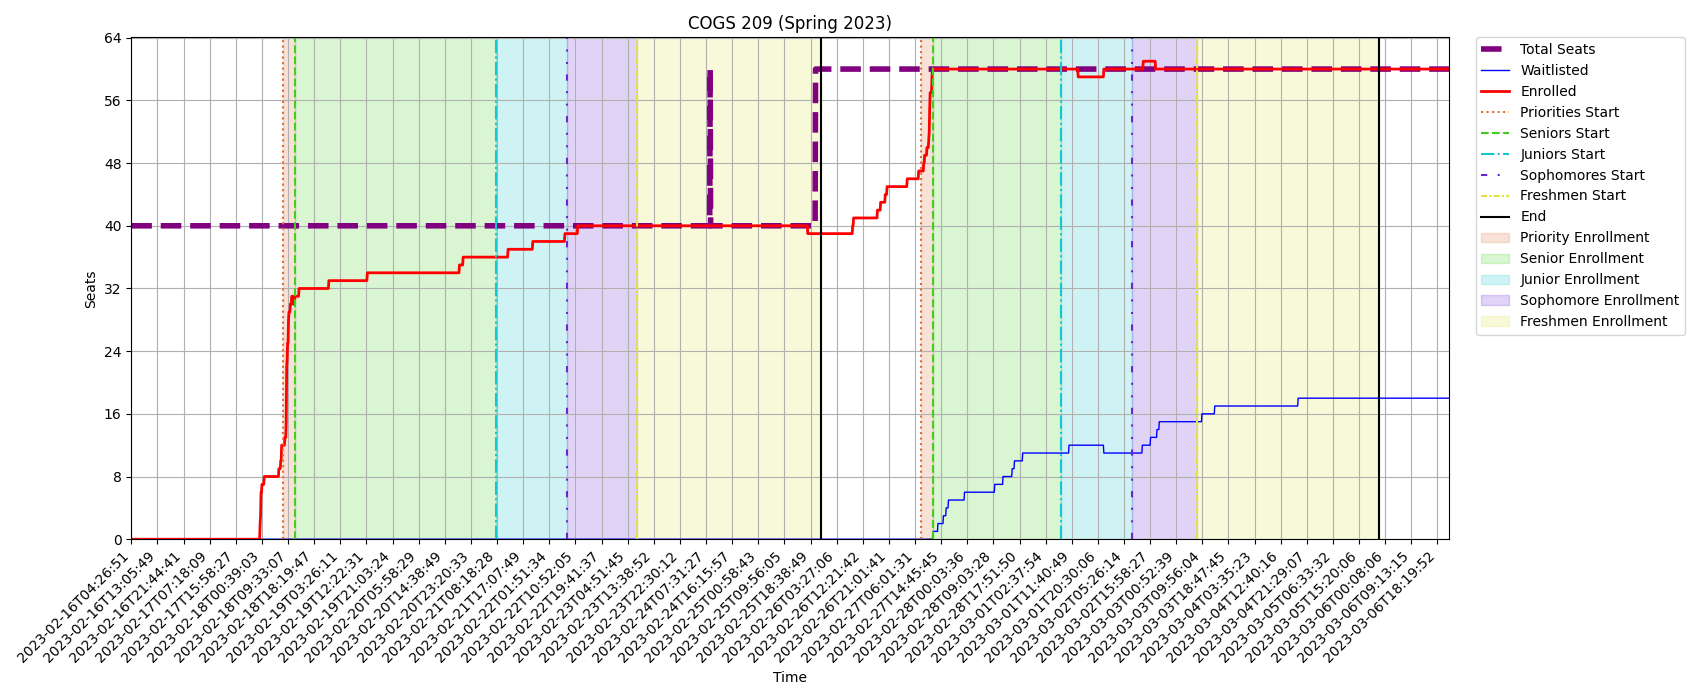 COGS 209 (Spring 2023)
64
56
48
40
32
24
16
8
0
Seats
2023-02-16T04:26:51
2023-02-16T13:05:49
2023-02-16T21:44:41
2023-02-17T07:18:09
2023-02-17T15:58:27
2023-02-18T00:39:03
2023-02-18T09:33:07
2023-02-18T18:19:47
2023-02-19T03:26:11
2023-02-19T12:22:31
2023-02-19T21:03:24
2023-02-20T05:58:29
2023-02-20T14:38:49
2023-02-20T23:20:33
2023-02-21T08:18:28
2023-02-21T17:07:49
2023-02-22T01:51:34
2023-02-22T10:52:05
2023-02-22T19:41:37
2023-02-23T04:51:45
2023-02-23T13:38:52
2023-02-23T22:30:12
2023-02-24T07:31:27
2023-02-24T16:15:57
2023-02-25T00:58:43
2023-02-25T09:56:05
2023-02-25T18:38:49
2023-02-26T03:27:06
2023-02-26T12:21:42
2023-02-26T21:01:41
2023-02-27T06:01:31
2023-02-27T14:45:45
2023-02-28T00:03:36
2023-02-28T09:03:28
2023-02-28T17:51:50
2023-03-01T02:37:54
2023-03-01T11:40:49
2023-03-01T20:30:06
2023-03-02T05:26:14
2023-03-02T15:58:27
2023-03-03T00:52:39
2023-03-03T09:56:04
2023-03-03T18:47:45
2023-03-04T03:35:23
2023-03-04T12:40:16
2023-03-04T21:29:07
2023-03-05T06:33:32
2023-03-05T15:20:06
2023-03-06T00:08:06
2023-03-06T09:13:15
2023-03-06T18:19:52
Time
Total Seats
Waitlisted
Enrolled
Priorities Start
Seniors Start
Juniors Start
Sophomores Start
Freshmen Start
End
Priority Enrollment
Senior Enrollment
Junior Enrollment
Sophomore Enrollment
Freshmen Enrollment